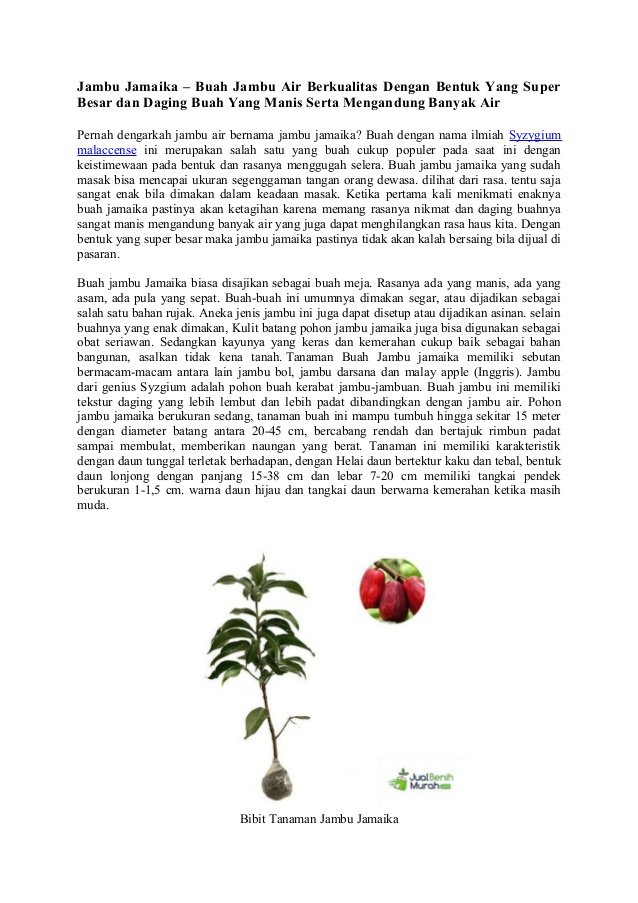 Jambu Jamaika – Buah Jambu Air Berkualitas Dengan Bentuk Yang Super
Besar dan Daging Buah Yang Manis Serta Mengandung Banyak Air
Pernah dengarkah jambu air bernama jambu jamaika? Buah dengan nama ilmiah Syzygium
malaccense ini merupakan salah satu yang buah cukup populer pada saat ini dengan
keistimewaan pada bentuk dan rasanya menggugah selera. Buah jambu jamaika yang sudah
masak bisa mencapai ukuran segenggaman tangan orang dewasa. dilihat dari rasa. tentu saja
sangat enak bila dimakan dalam keadaan masak. Ketika pertama kali menikmati enaknya
buah jamaika pastinya akan ketagihan karena memang rasanya nikmat dan daging buahnya
sangat manis mengandung banyak air yang juga dapat menghilangkan rasa haus kita. Dengan
bentuk yang super besar maka jambu jamaika pastinya tidak akan kalah bersaing bila dijual di
pasaran.
Buah jambu Jamaika biasa disajikan sebagai buah meja. Rasanya ada yang manis, ada yang
asam, ada pula yang sepat. Buah-buah ini umumnya dimakan segar, atau dijadikan sebagai
salah satu bahan rujak. Aneka jenis jambu ini juga dapat disetup atau dijadikan asinan. selain
buahnya yang enak dimakan, Kulit batang pohon jambu jamaika juga bisa digunakan sebagai
obat seriawan. Sedangkan kayunya yang keras dan kemerahan cukup baik sebagai bahan
bangunan, asalkan tidak kena tanah. Tanaman Buah Jambu jamaika memiliki sebutan
bermacam-macam antara lain jambu bol, jambu darsana dan malay apple (Inggris). Jambu
dari genius Syzgium adalah pohon buah kerabat jambu-jambuan. Buah jambu ini memiliki
tekstur daging yang lebih lembut dan lebih padat dibandingkan dengan jambu air. Pohon
jambu jamaika berukuran sedang, tanaman buah ini mampu tumbuh hingga sekitar 15 meter
dengan diameter batang antara 20-45 cm, bercabang rendah dan bertajuk rimbun padat
sampai membulat, memberikan naungan yang berat. Tanaman ini memiliki karakteristik
dengan daun tunggal terletak berhadapan, dengan Helai daun bertektur kaku dan tebal, bentuk
daun lonjong dengan panjang 15-38 cm dan lebar 7-20 cm memiliki tangkai pendek
berukuran 1-1,5 cm. warna daun hijau dan tangkai daun berwarna kemerahan ketika masih
muda.
JualBenih
Murah
Bibit Tanaman Jambu Jamaika